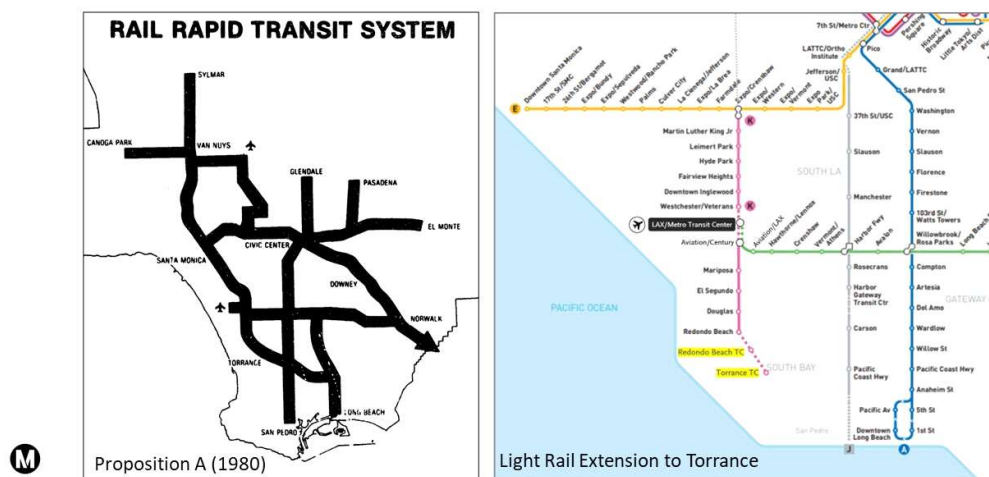 RAIL RAPID TRANSIT SYSTEM
SYLMAR
CANOGA PARK
VAN NUYS
GLENDALE
PASADENA
EL MONTE
CIVIC CENTER
SANTA MONICA
DOWNEY
NORWALK
TORRANCE
LONG BEACH
SAN PEDRO
M
Proposition A (1980)
7th St/Metro Ctr
Pershing
Square
Historic
Broadway
Little Tokyo/
Arts Dist
Pico
LATTC/Ortho
Institute
Jefferson/
USC
Grand/LATTC
San Pedro St
E
Downtown Santa Monica
17th St/SMC
26th St/Bergamot
Expo/Bundy
Expo/Sepulveda
Westwood/Rancho Park
Palms
Culver City
La Cienega/Jefferson
Expo/La Brea
Farmdale
Expo/Crenshaw
Expo/
Western
Expo/
Vermont
Expo
Park/
USC
K
Martin Luther King Jr
Leimert Park
Hyde Park
Fairview Heights
Downtown Inglewood
Westchester/Veterans
K
LAX/Metro Transit Center
Aviation/Century
Aviation/LAX
Hawthorne/Lennox
Crenshaw
Vermont/
Athens
Harbor Fwy
Avalon
Willowbrook/
Rosa Parks
Long Beach
Mariposa
El Segundo
Douglas
Redondo Beach
Redondo Beach TC
Torrance TC
SOUTH BAY
SOUTH LA
GATEWAY
PACIFIC OCEAN
37th St/USC
Slauson
Manchester
Rosecrans
Harbor
Gateway
Transit Ctr
Carson
Pacific
Coast Hwy
San Pedro
J
Washington
Vernon
Slauson
Florence
Firestone
103rd St/
Watts Towers
Compton
Artesia
Del Amo
Wardlow
Willow St
Pacific Coast Hwy
Anaheim St
Pacific Av
5th St
Downtown
Long Beach
1st St
A
Light Rail Extension to Torrance